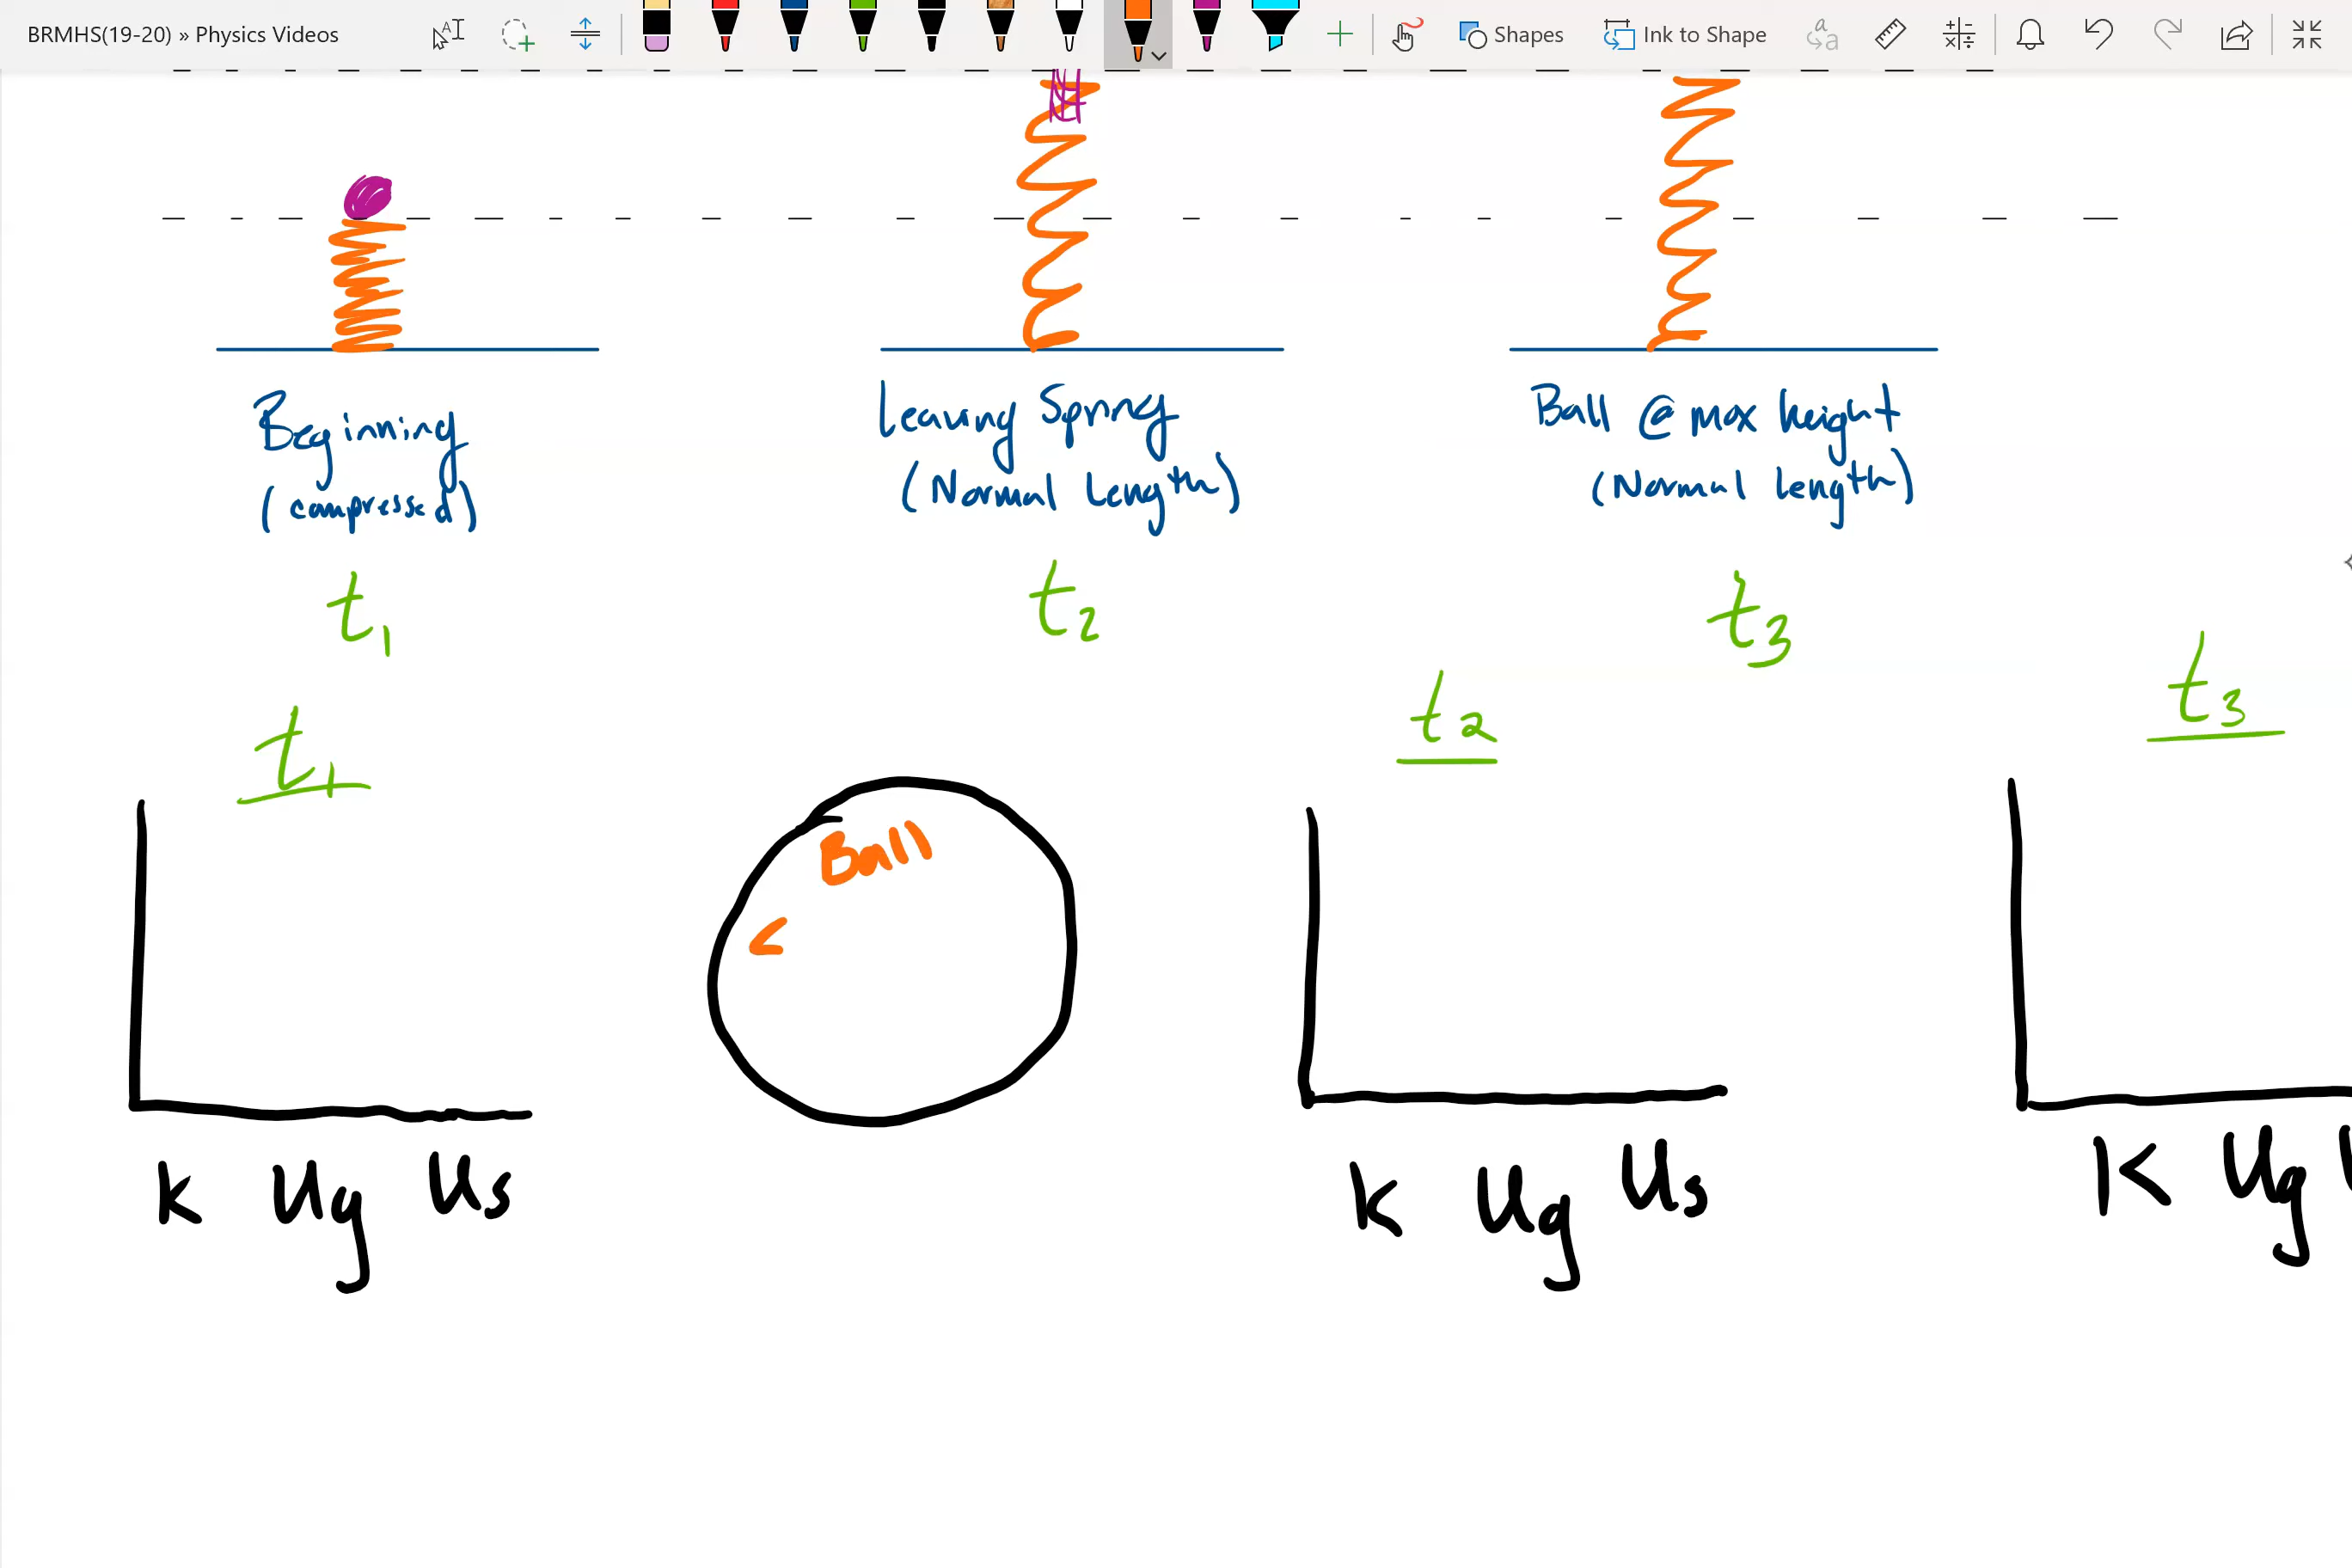 BRMHS(19-20) » Physics Videos
Shapes
Ink to Shape
Beginning
(compressed)
Leaving Spring
(Normal Length)
Ball @ max height
(Normal length)
t1
t2
t3
t1
t2
t3
Ball
K Ug Us
K Ug Us
K Ug